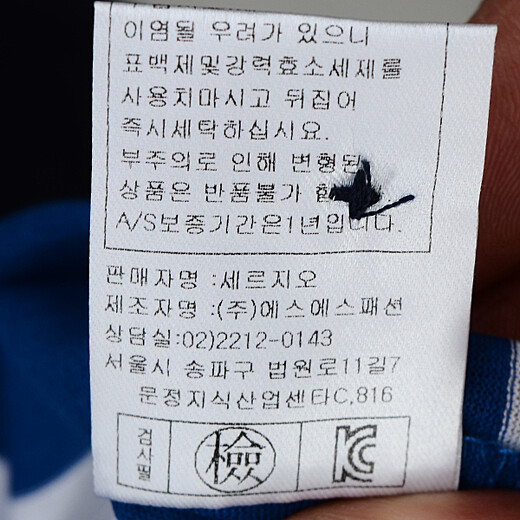 이염될 우려가 있으니
표백제및강력효소세제를
사용치마시고 뒤집어
즉시세탁하십시요.
부주의로 인해 변형된
상품은 반품불가 함
A/S보증기간은1년입니다.
판매자명 :세르지오
제조자명 :(주)에스에스패션
상담실:02)2212-0143
서울시 송파구 법원로11길7
문정지식산업센타C,816
검사필
檢
KC